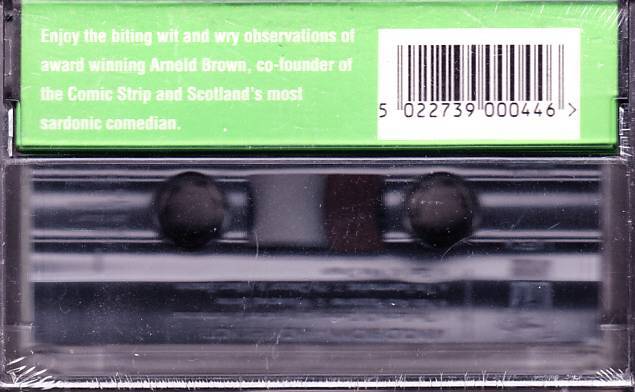 Enjoy the biting wit and wry observations of
award winning Arnold Brown, co-founder of
the Comic Strip and Scotland's most
sardonic comedian.
5 022739 000446 >